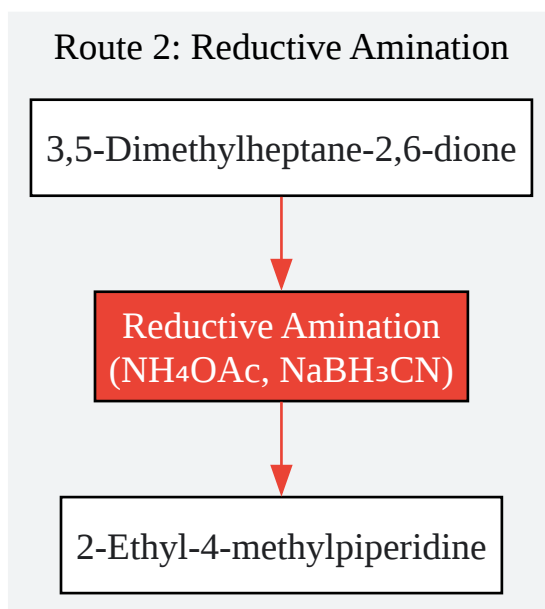 Route 2: Reductive Amination
3,5-Dimethylheptane-2,6-dione
Reductive Amination
(NH₄OAc, NaBH₃CN)
2-Ethyl-4-methylpiperidine